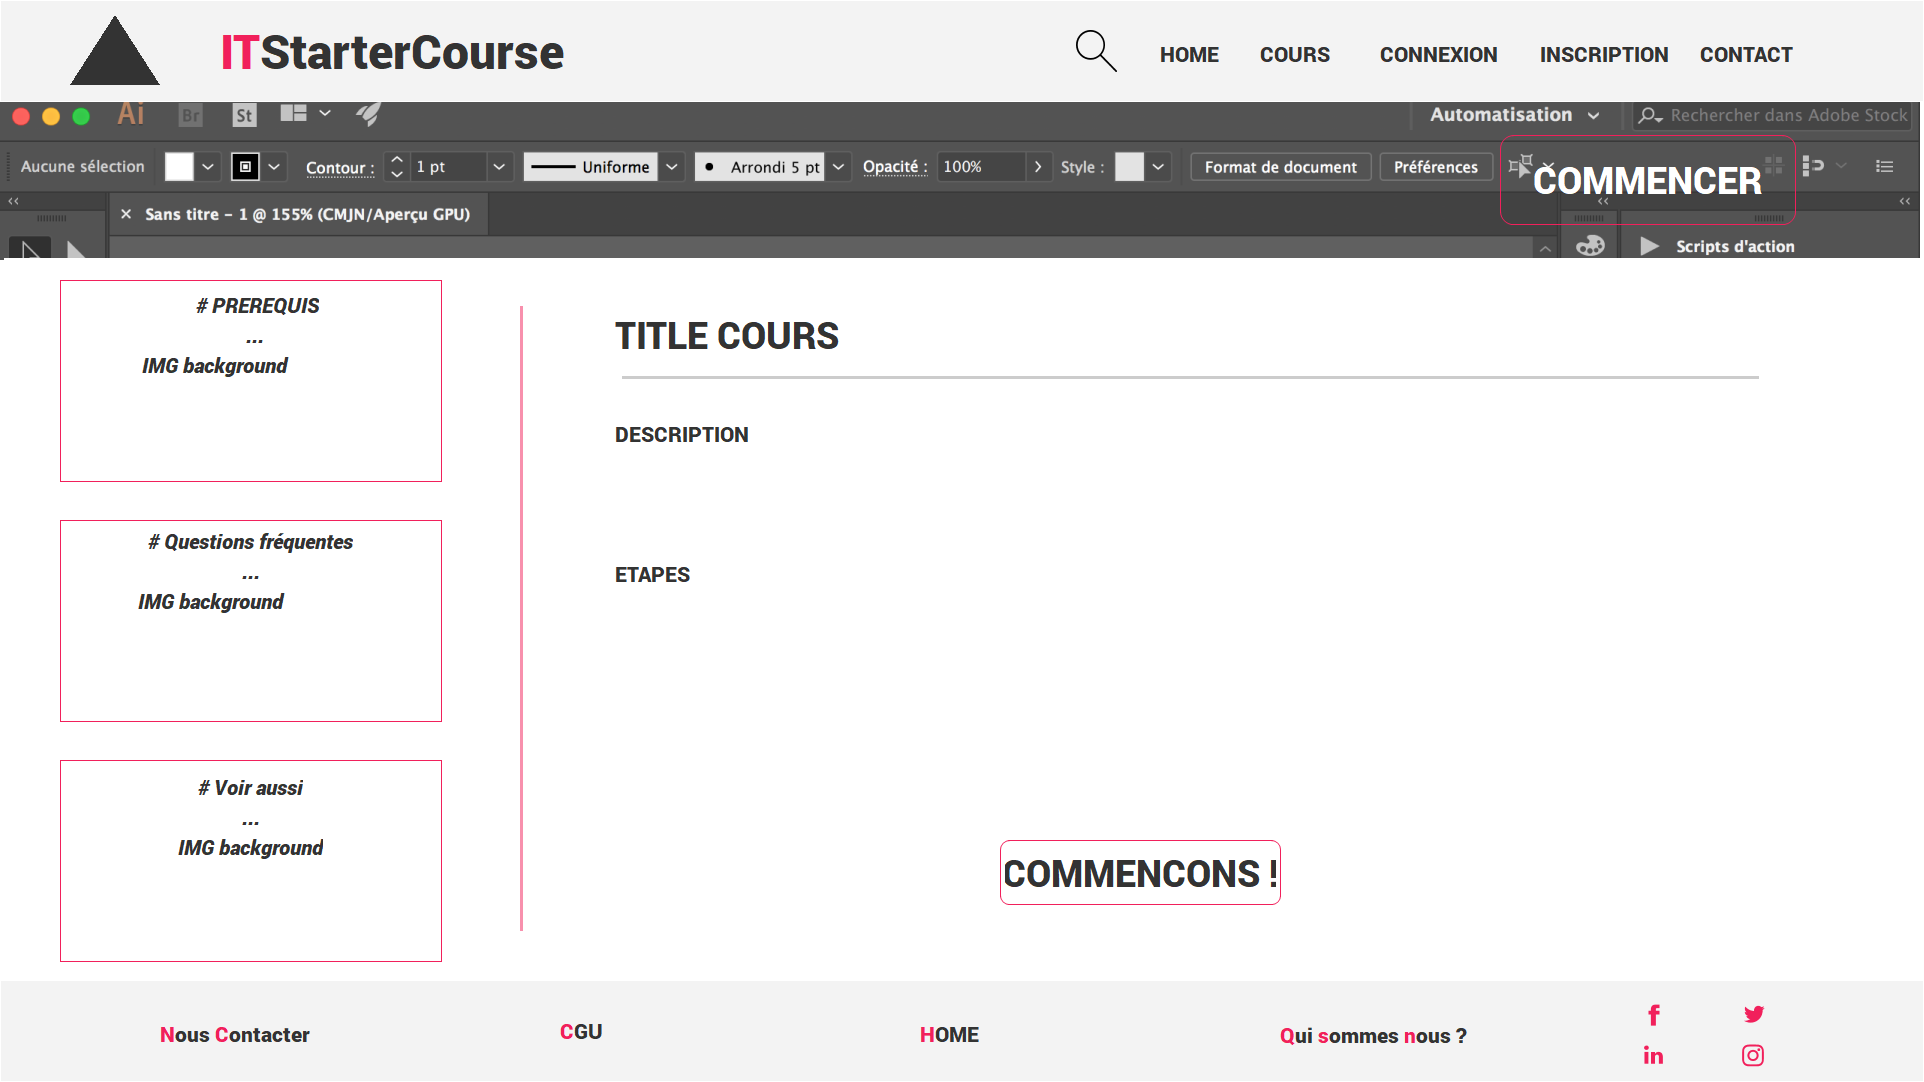 ITStarterCourse
HOME COURS CONNEXION INSCRIPTION CONTACT
Ai Br St Automatisation Rechercher dans Adobe Stock
Aucune sélection Contour : 1 pt Uniforme Arrondi 5 pt Opacité : 100% Style : Format de document Préférences
COMMENCER
× Sans titre - 1 @ 155% (CMJN/Aperçu GPU)
Scripts d'action
# PREREQUIS
...
IMG background
# Questions fréquentes
...
IMG background
# Voir aussi
...
IMG background
TITLE COURS
DESCRIPTION
ETAPES
COMMENCONS !
Nous Contacter CGU HOME Qui sommes nous ?